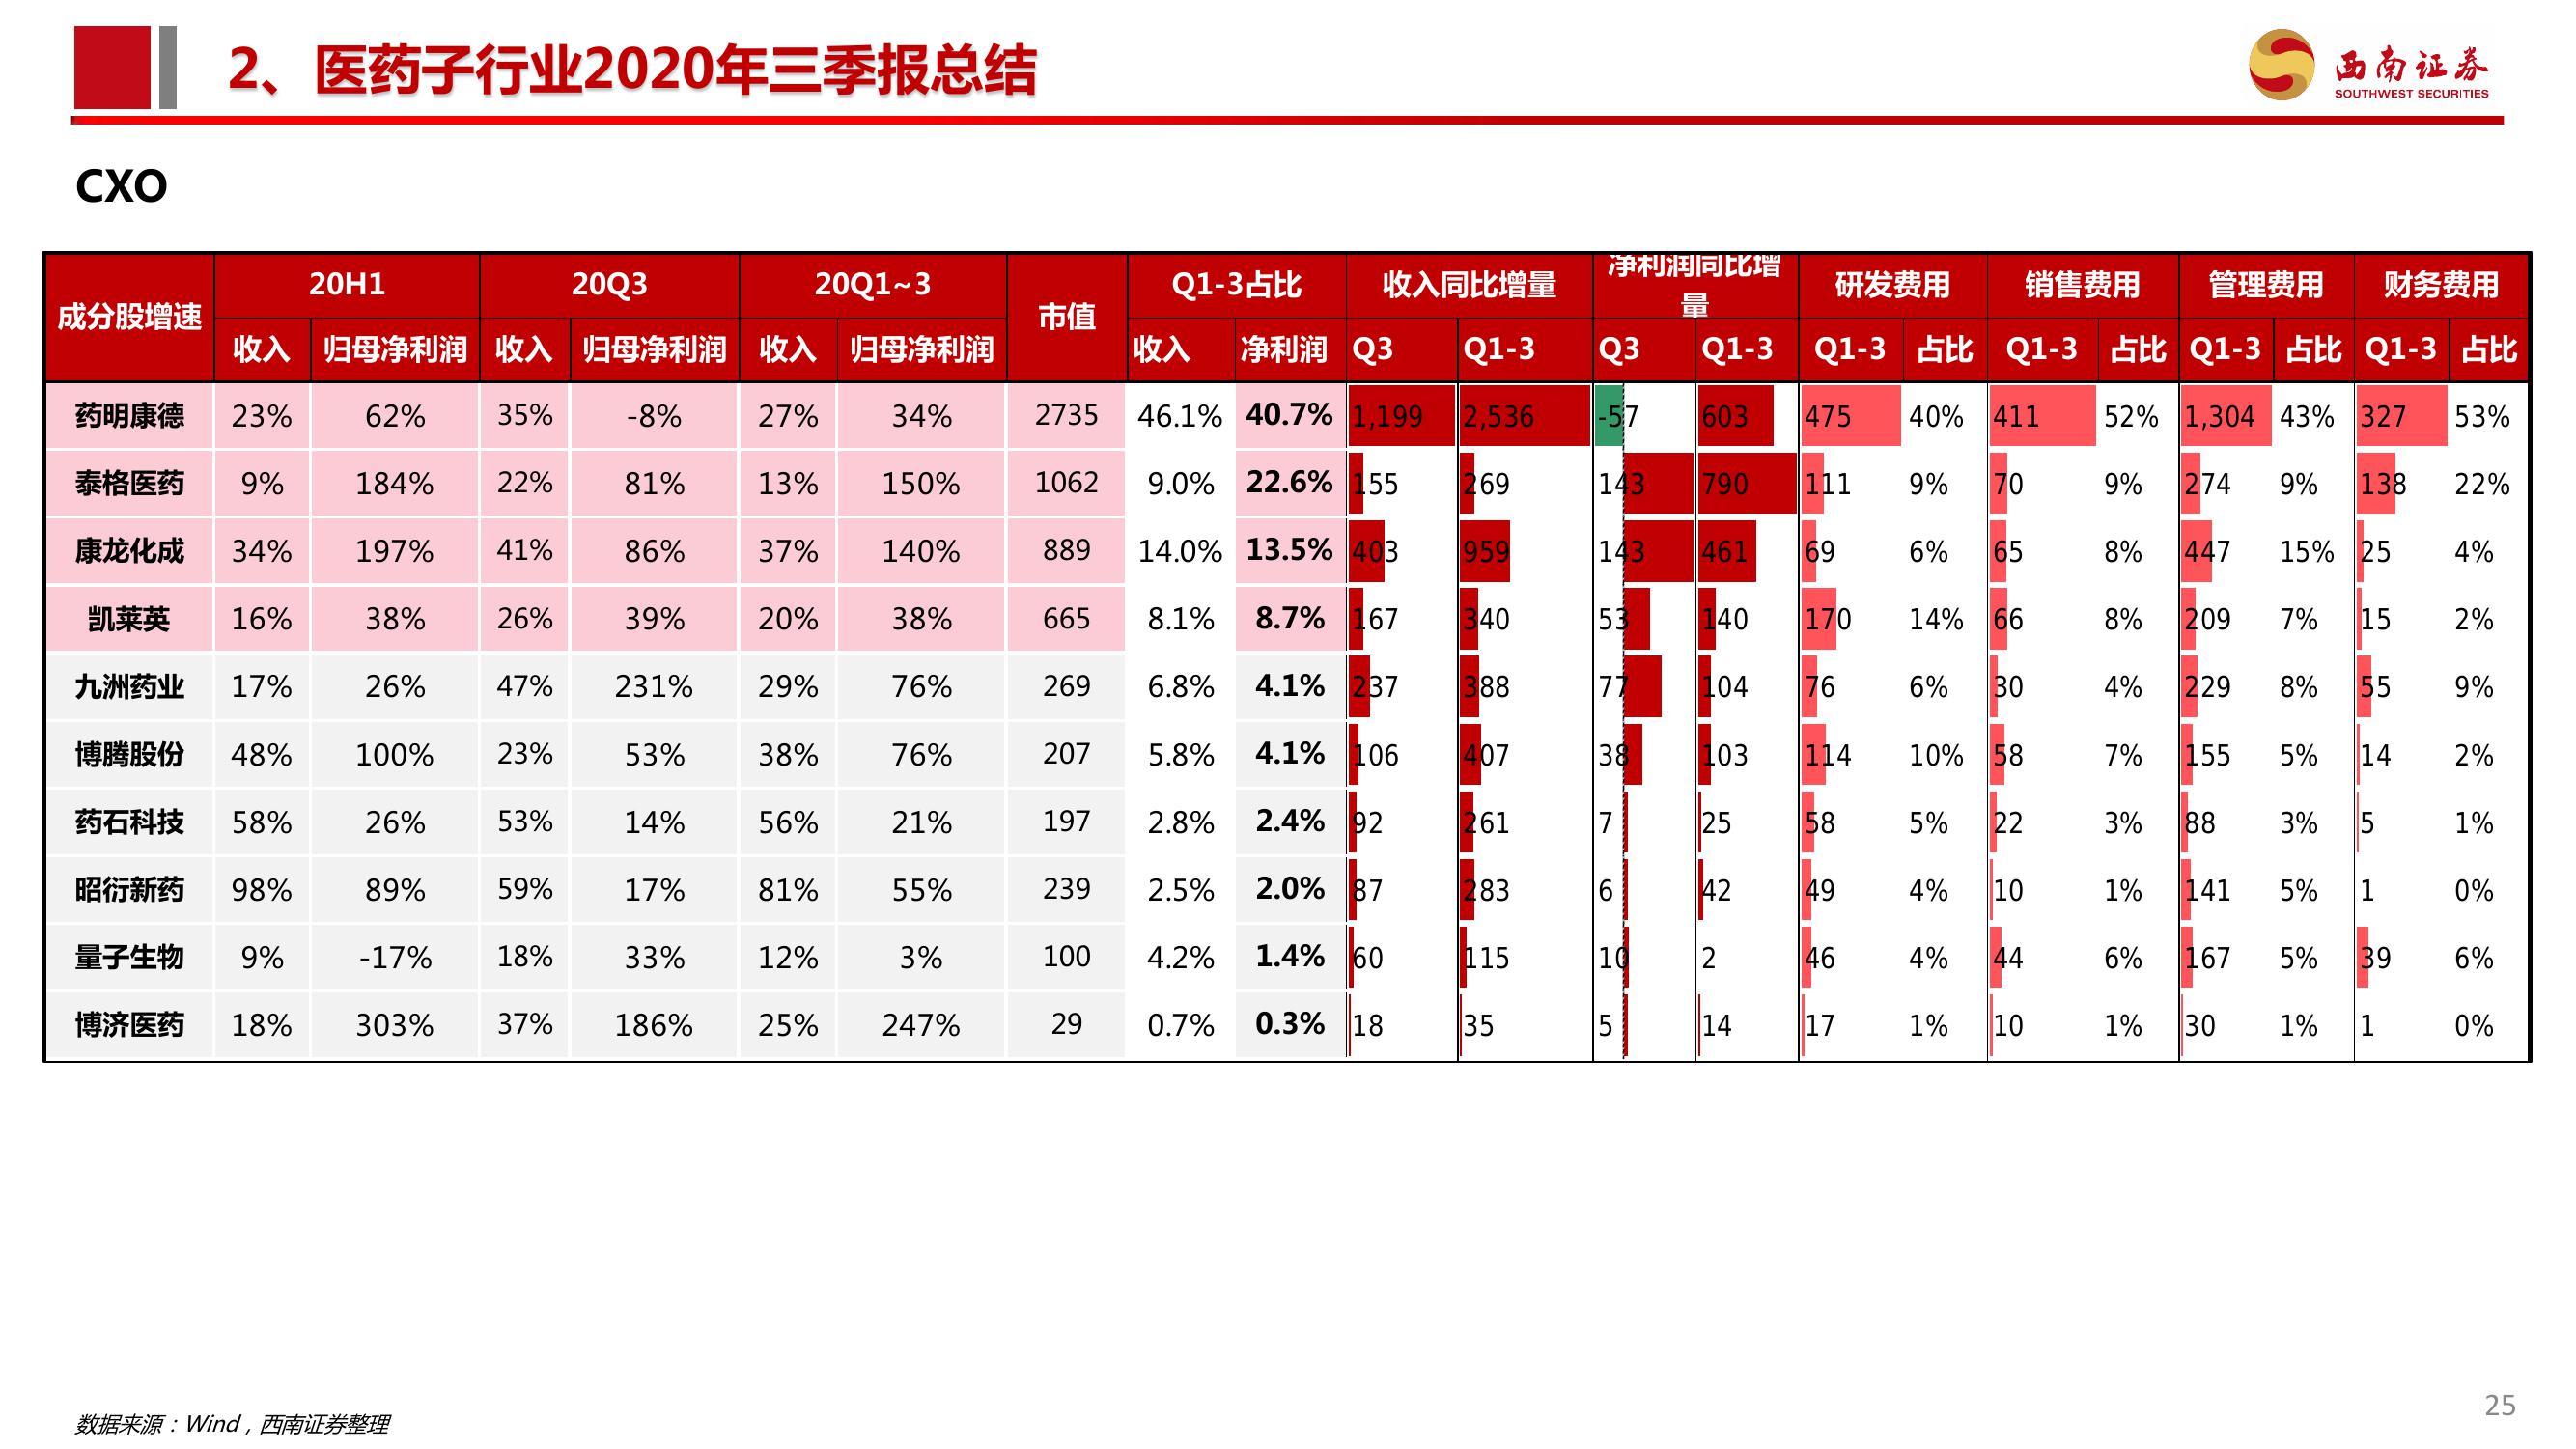 2、医药子行业2020年三季报总结
西南证券
SOUTHWEST SECURITIES
CXO
成分股增速 20H1 20Q3 20Q1~3 市值 Q1-3占比 收入同比增量 净利润同比增量 研发费用 销售费用 管理费用 财务费用
收入 归母净利润 收入 归母净利润 收入 归母净利润 收入 净利润 Q3 Q1-3 Q3 Q1-3 Q1-3 占比 Q1-3 占比 Q1-3 占比 Q1-3 占比
药明康德 23% 62% 35% -8% 27% 34% 2735 46.1% 40.7% 1,199 2,536 -57 603 475 40% 411 52% 1,304 43% 327 53%
泰格医药 9% 184% 22% 81% 13% 150% 1062 9.0% 22.6% 155 269 143 790 111 9% 70 9% 274 9% 138 22%
康龙化成 34% 197% 41% 86% 37% 140% 889 14.0% 13.5% 403 959 143 461 69 6% 65 8% 447 15% 25 4%
凯莱英 16% 38% 26% 39% 20% 38% 665 8.1% 8.7% 167 340 53 140 170 14% 66 8% 209 7% 15 2%
九洲药业 17% 26% 47% 231% 29% 76% 269 6.8% 4.1% 237 388 77 104 76 6% 30 4% 229 8% 55 9%
博腾股份 48% 100% 23% 53% 38% 76% 207 5.8% 4.1% 106 407 38 103 114 10% 58 7% 155 5% 14 2%
药石科技 58% 26% 53% 14% 56% 21% 197 2.8% 2.4% 92 261 7 25 58 5% 22 3% 88 3% 5 1%
昭衍新药 98% 89% 59% 17% 81% 55% 239 2.5% 2.0% 87 283 6 42 49 4% 10 1% 141 5% 1 0%
量子生物 9% -17% 18% 33% 12% 3% 100 4.2% 1.4% 60 115 10 2 46 4% 44 6% 167 5% 39 6%
博济医药 18% 303% 37% 186% 25% 247% 29 0.7% 0.3% 18 35 5 14 17 1% 10 1% 30 1% 1 0%
数据来源：Wind，西南证券整理
25